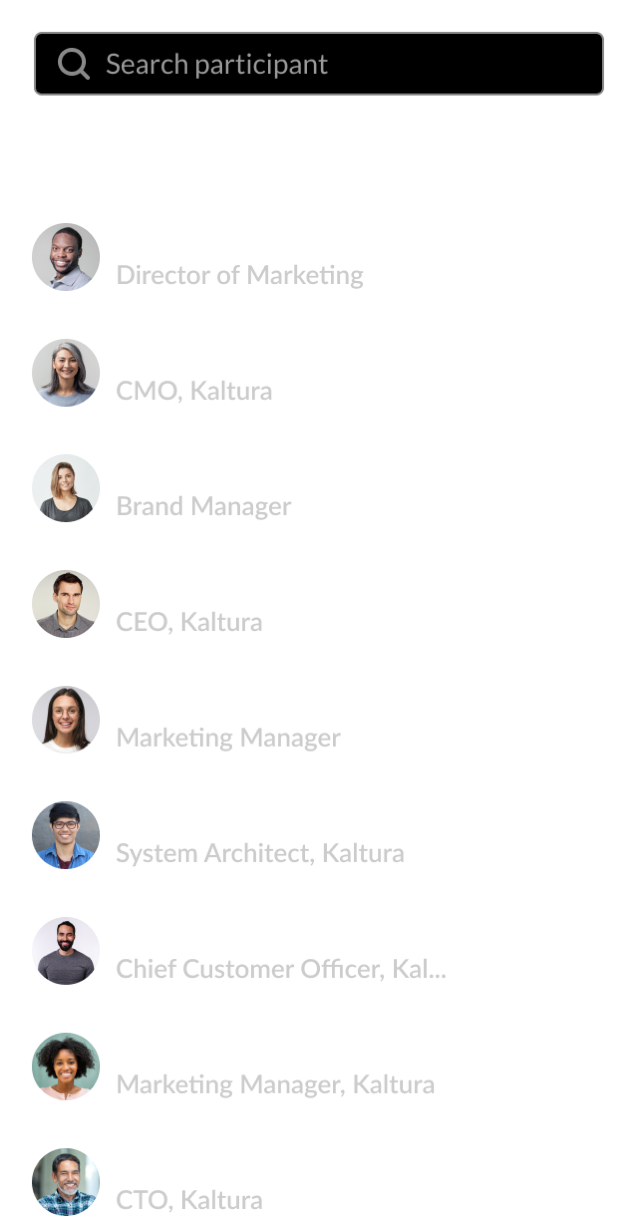 Search participant
Director of Marketing
CMO, Kaltura
Brand Manager
CEO, Kaltura
Marketing Manager
System Architect, Kaltura
Chief Customer Officer, Kal...
Marketing Manager, Kaltura
CTO, Kaltura